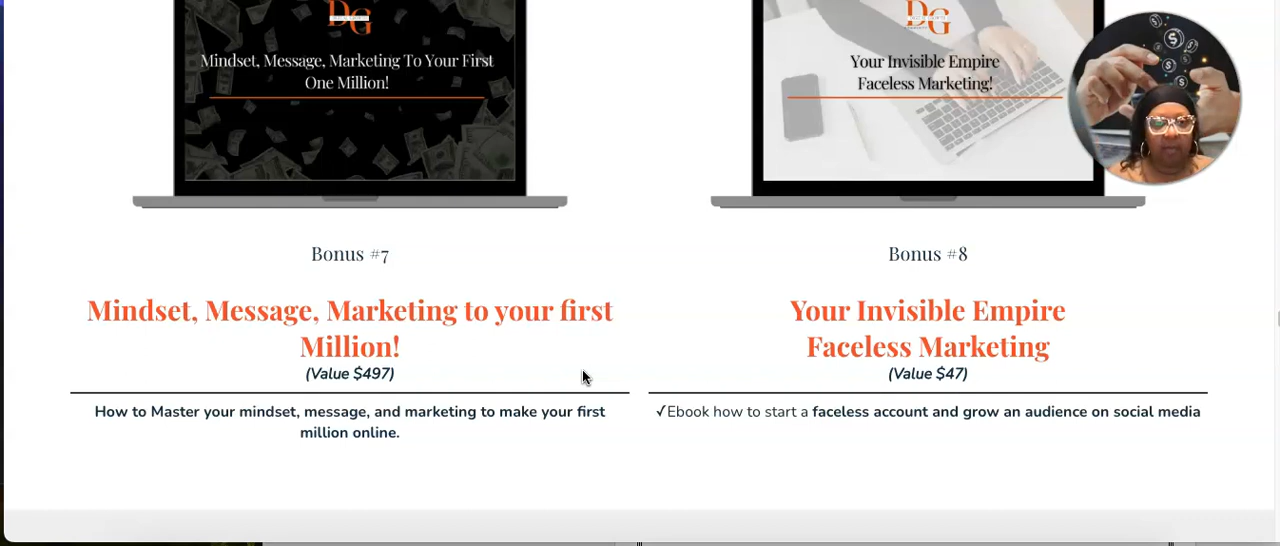 DG
Mindset, Message, Marketing To Your First
One Million!
DG
Your Invisible Empire
Faceless Marketing!
Bonus #7
Mindset, Message, Marketing to your first
Million!
(Value $497)
How to Master your mindset, message, and marketing to make your first
million online.
Bonus #8
Your Invisible Empire
Faceless Marketing
(Value $47)
✓Ebook how to start a faceless account and grow an audience on social media